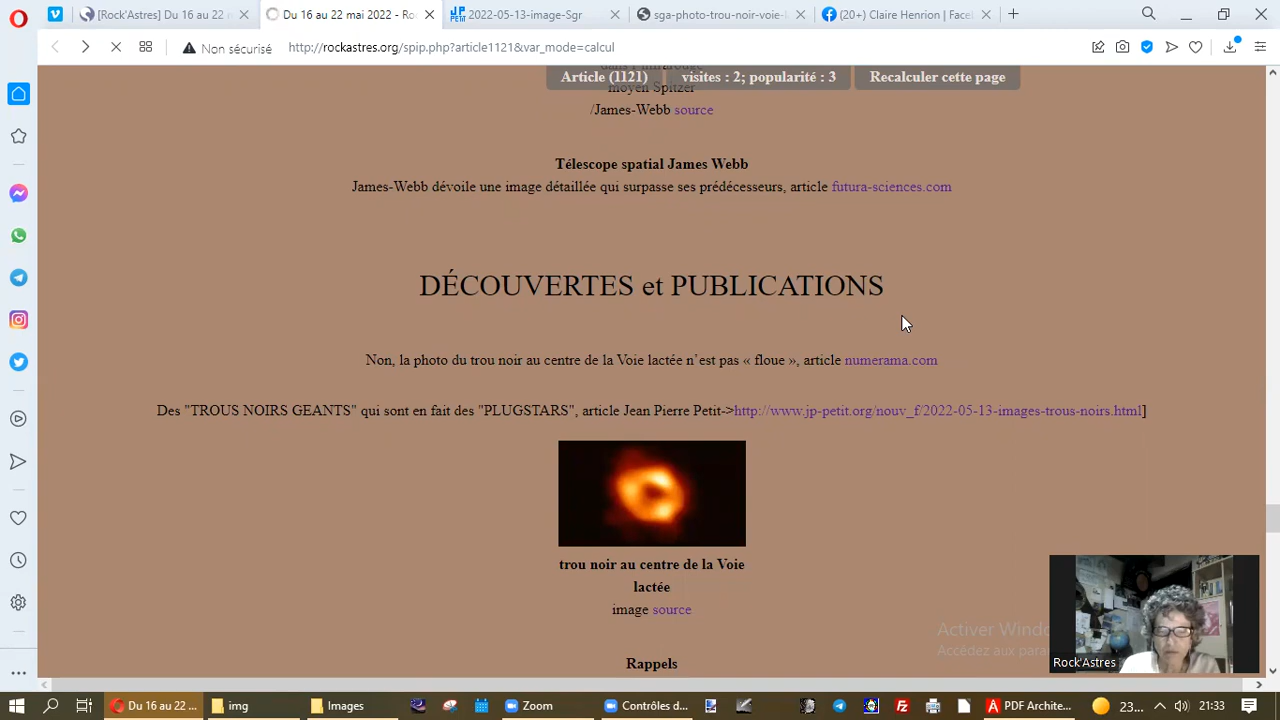 [Rock'Astres] Du 16 au 22 n
Du 16 au 22 mai 2022 - Ro
2022-05-13-image-Sgr
sga-photo-trou-noir-voie-l
(20+) Claire Henrion | Face
Non sécurisé
http://rockastres.org/spip.php?article1121&var_mode=calcul
Article (1121)
visites : 2; popularité : 3
Recalculer cette page
moyen Spitzer
/James-Webb source
Télescope spatial James Webb
James-Webb dévoile une image détaillée qui surpasse ses prédécesseurs, article futura-sciences.com
DÉCOUVERTES et PUBLICATIONS
Non, la photo du trou noir au centre de la Voie lactée n'est pas « floue », article numerama.com
Des "TROUS NOIRS GEANTS" qui sont en fait des "PLUGSTARS", article Jean Pierre Petit->http://www.jp-petit.org/nouv_f/2022-05-13-images-trous-noirs.html]
trou noir au centre de la Voie
lactée
image source
Rappels
Activer Windo
Accédez aux para
Rock'Astres
Du 16 au 22 ...
img
Images
Zoom
Contrôles d...
PDF Archite...
23...
21:33